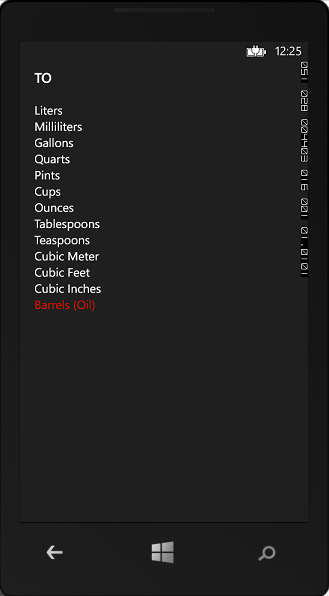 12:25
TO
Liters
Milliliters
Gallons
Quarts
Pints
Cups
Ounces
Tablespoons
Teaspoons
Cubic Meter
Cubic Feet
Cubic Inches
Barrels (Oil)